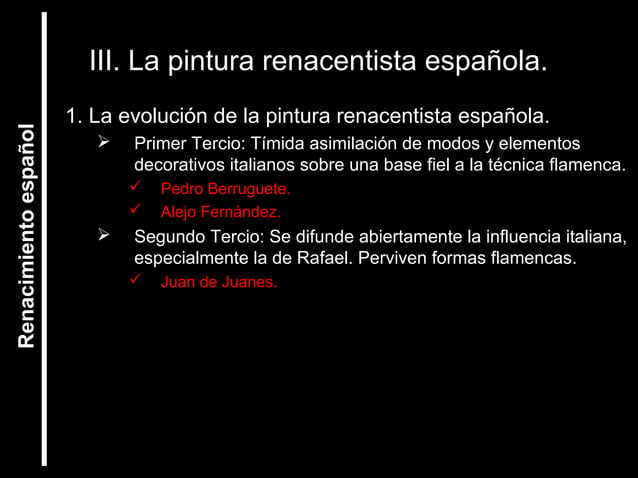 III. La pintura renacentista española.
1. La evolución de la pintura renacentista española.
➢ Primer Tercio: Tímida asimilación de modos y elementos
decorativos italianos sobre una base fiel a la técnica flamenca.
✓ Pedro Berruguete.
✓ Alejo Fernández.
➢ Segundo Tercio: Se difunde abiertamente la influencia italiana,
especialmente la de Rafael. Perviven formas flamencas.
✓ Juan de Juanes.
Renacimiento español